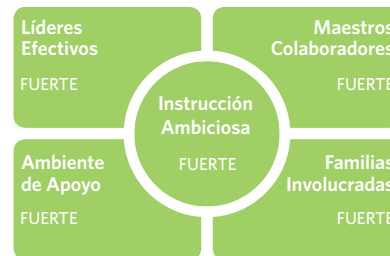 Líderes
Efectivos
FUERTE
Maestros
Colaboradores
FUERTE
Instrucción
Ambiciosa
FUERTE
Ambiente
de Apoyo
FUERTE
Familias
Involucradas
FUERTE